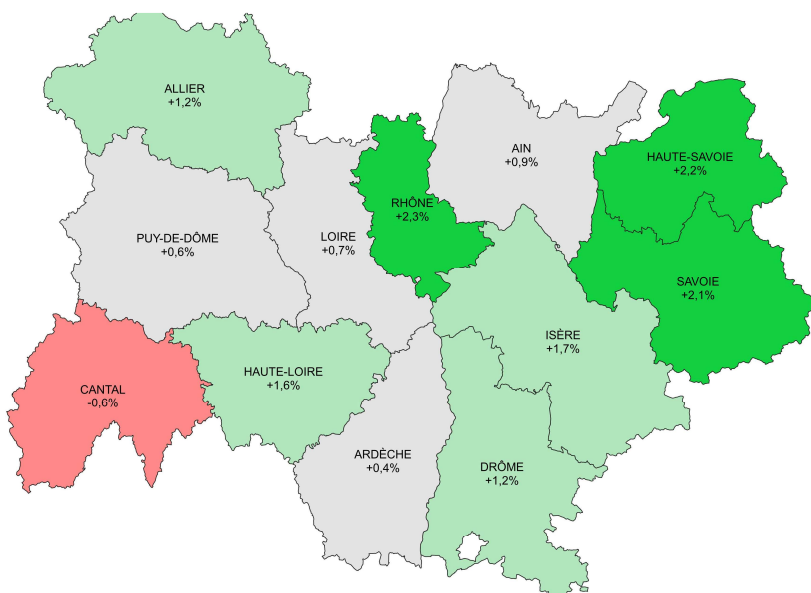 ALLIER
+1,2%
AIN
+0,9%
HAUTE-SAVOIE
+2,2%
RHÔNE
+2,3%
PUY-DE-DÔME
+0,6%
LOIRE
+0,7%
SAVOIE
+2,1%
ISÈRE
+1,7%
HAUTE-LOIRE
+1,6%
CANTAL
-0,6%
ARDÈCHE
+0,4%
DRÔME
+1,2%